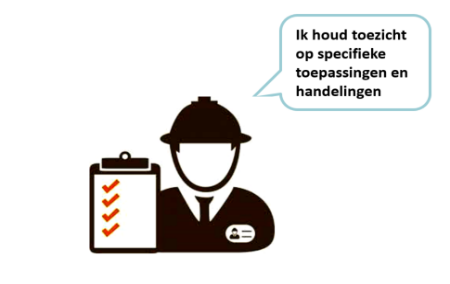 Ik houd toezicht
op specifieke
toepassingen en
handelingen